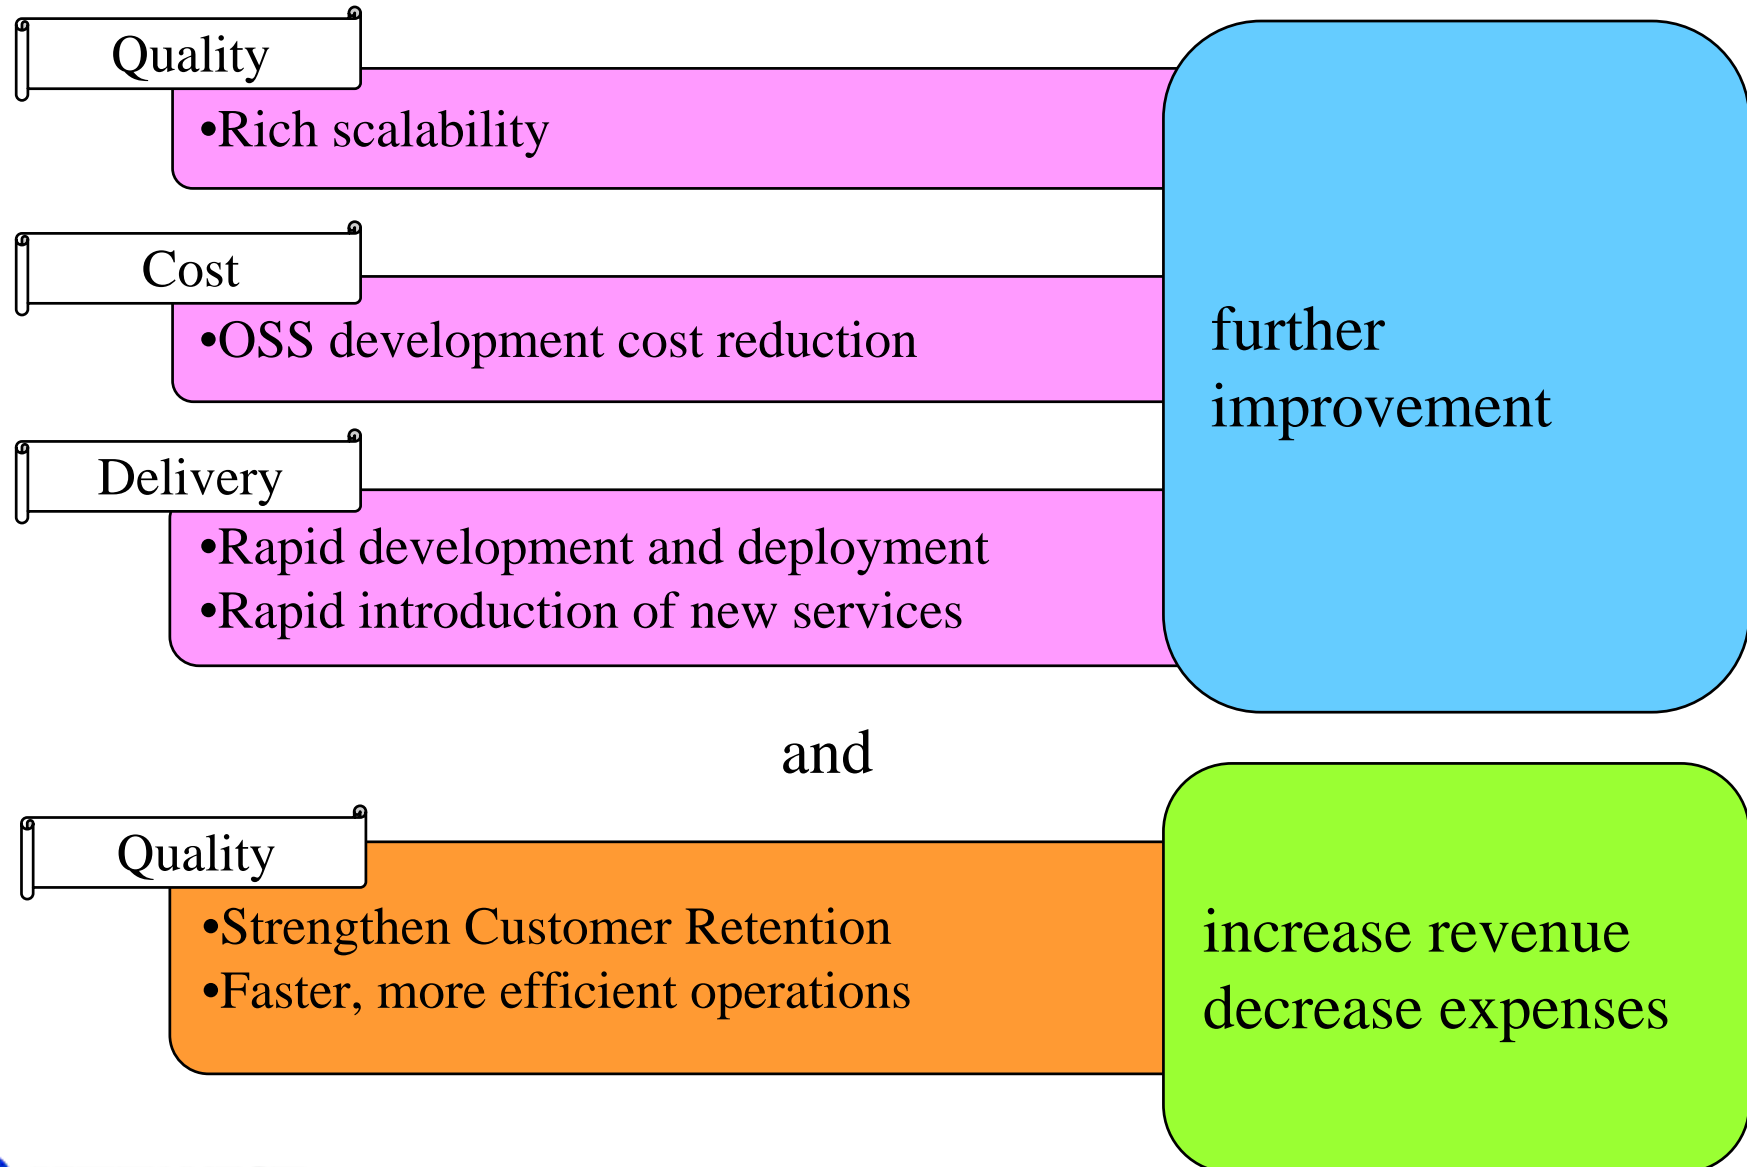 Quality
•Rich scalability
Cost
•OSS development cost reduction
Delivery
•Rapid development and deployment
•Rapid introduction of new services
further
improvement
and
Quality
•Strengthen Customer Retention
•Faster, more efficient operations
increase revenue
decrease expenses